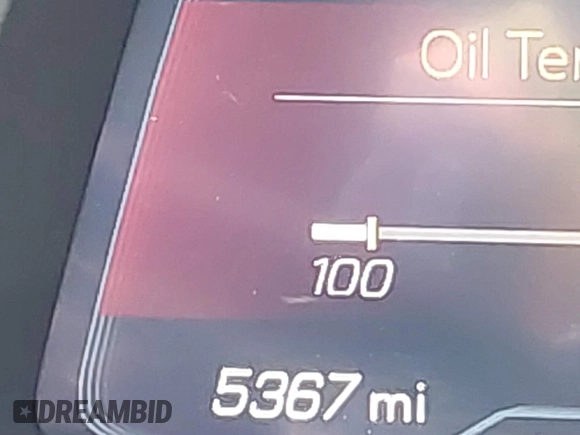 Oil Te
100
5367 mi
DREAMBID